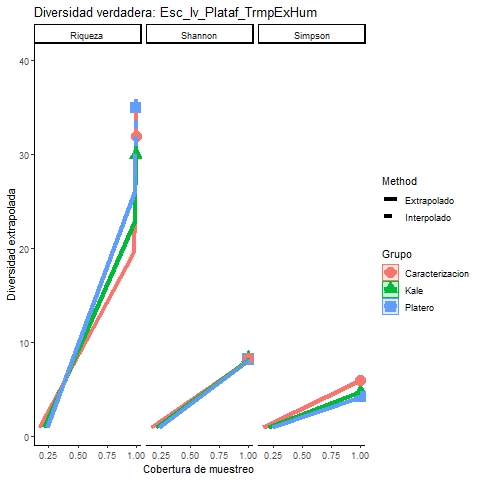 Diversidad verdadera: Esc_lv_Plataf_TrmpExHum
Riqueza
Shannon
Simpson
40
30
20
10
0
Diversidad extrapolada
0.25 0.50 0.75 1.00
0.25 0.50 0.75 1.00
0.25 0.50 0.75 1.00
Cobertura de muestreo
Method
Extrapolado
Interpolado
Grupo
Caracterizacion
Kale
Platero